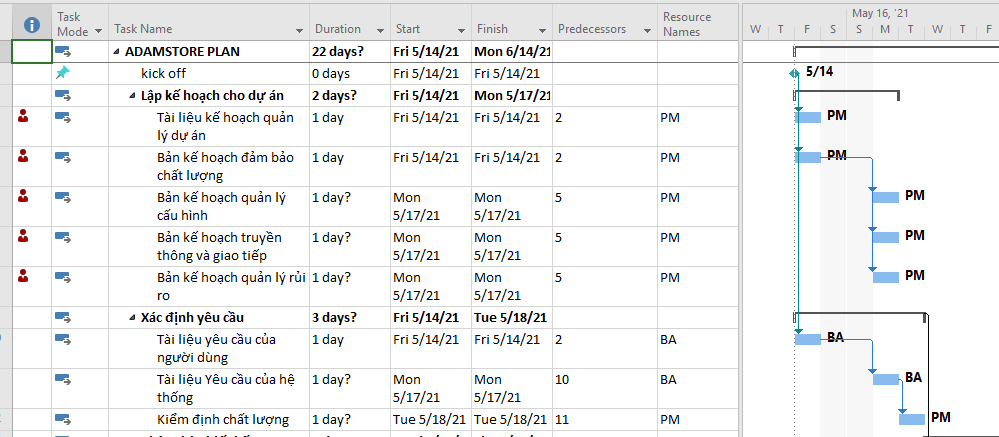 May 16, '21
Task Mode Task Name Duration Start Finish Predecessors Resource Names W T F S S M T W T F
ADAMSTORE PLAN 22 days? Fri 5/14/21 Mon 6/14/21
kick off 0 days Fri 5/14/21 Fri 5/14/21 5/14
Lập kế hoạch cho dự án 2 days? Fri 5/14/21 Mon 5/17/21
Tài liệu kế hoạch quản lý dự án 1 day Fri 5/14/21 Fri 5/14/21 2 PM PM
Bản kế hoạch đảm bảo chất lượng 1 day Fri 5/14/21 Fri 5/14/21 2 PM PM
Bản kế hoạch quản lý cấu hình 1 day? Mon 5/17/21 Mon 5/17/21 5 PM PM
Bản kế hoạch truyền thông và giao tiếp 1 day? Mon 5/17/21 Mon 5/17/21 5 PM PM
Bản kế hoạch quản lý rủi ro 1 day? Mon 5/17/21 Mon 5/17/21 5 PM PM
Xác định yêu cầu 3 days? Fri 5/14/21 Tue 5/18/21
Tài liệu yêu cầu của người dùng 1 day Fri 5/14/21 Fri 5/14/21 2 BA BA
Tài liệu Yêu cầu của hệ thống 1 day? Mon 5/17/21 Mon 5/17/21 10 BA BA
Kiểm định chất lượng 1 day? Tue 5/18/21 Tue 5/18/21 11 PM PM